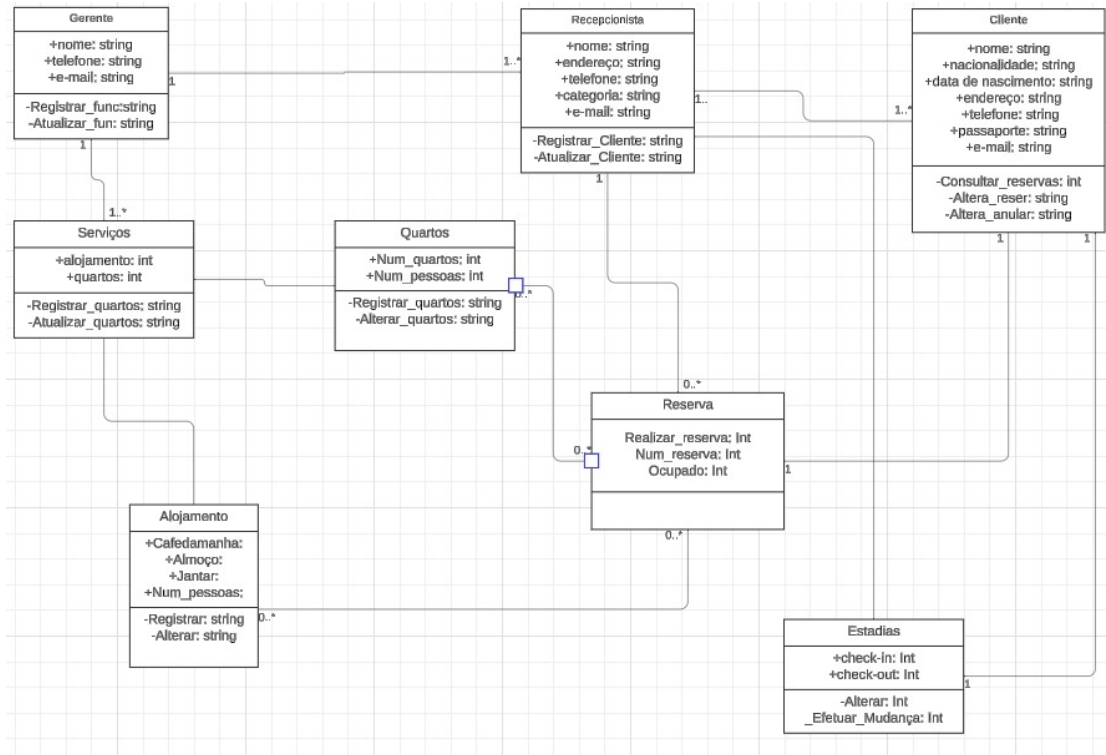 Gerente
+nome: string
+telefone: string
+e-mail; string
-Registrar_func:string
-Atualizar_fun: string
1
1
1..*
Recepcionista
+nome: string
+endereço; string
+telefone: string
+categoria: string
+e-mail: string
-Registrar_Cliente: string
-Atualizar_Cliente: string
1..
1
1..*
Cliente
+nome: string
+nacionalidade; string
+data de nascimento: string
+endereço: string
+telefone: string
+passaporte: string
+e-mail; string
-Consultar_reservas: int
-Altera_reser: string
-Altera_anular: string
1
1
1..*
Serviços
+alojamento: int
+quartos: int
-Registrar_quartos; string
-Atualizar_quartos: string
Quartos
+Num_quartos; int
+Num_pessoas: int
-Registrar_quartos: string
-Alterar_quartos: string
0..*
0..*
Reserva
Realizar_reserva; Int
Num_reserva: Int
Ocupado: Int
0..*
1
0..*
Alojamento
+Cafedamanha:
+Almoço:
+Jantar:
+Num_pessoas;
-Registrar: string
-Alterar: string
0..*
Estadias
+check-in: Int
+check-out: Int
-Alterar: Int
_Efetuar_Mudança: Int
1